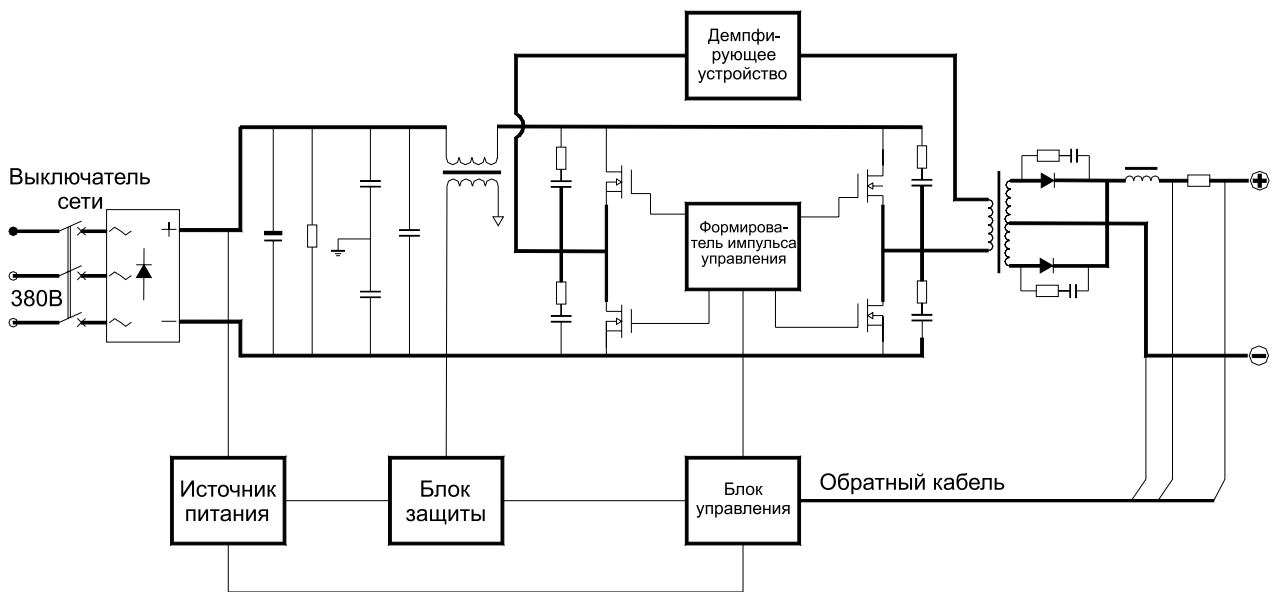 Демпфи-
рующее
устройство
Выключатель
сети
380В
+
−
Формирова-
тель импульса
управления
+
−
Источник
питания
Блок
защиты
Блок
управления
Обратный кабель